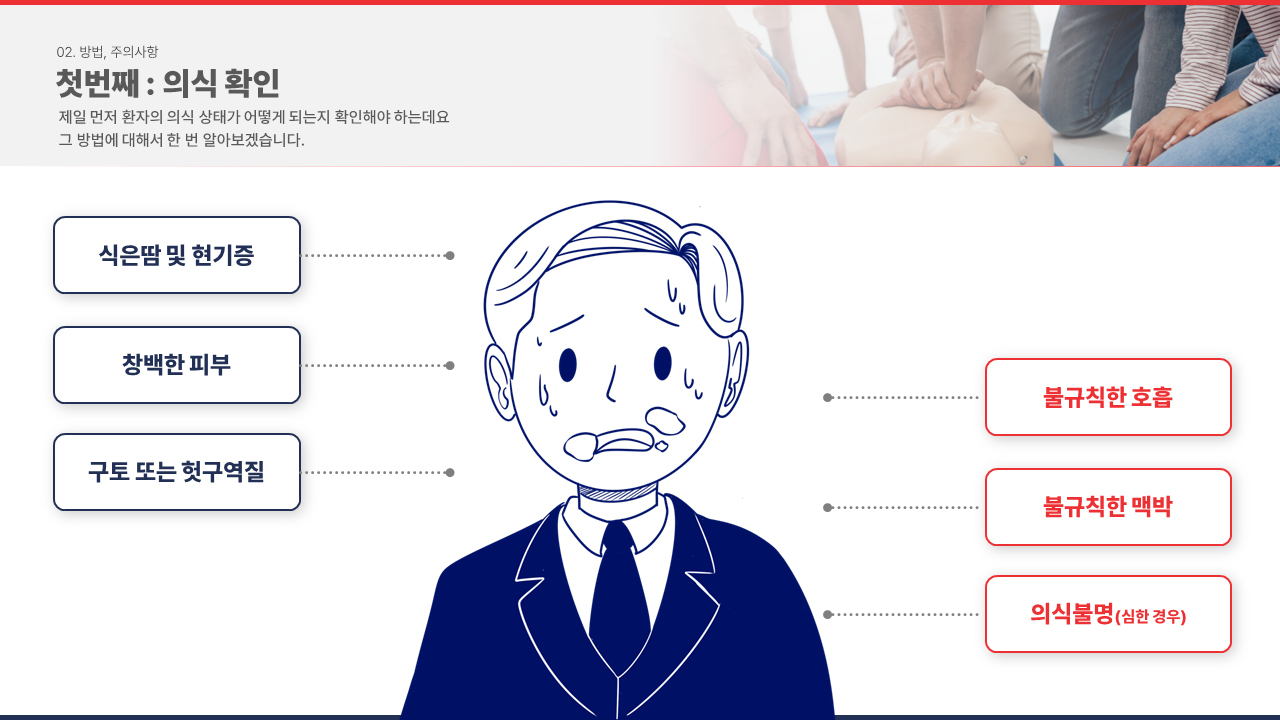 02. 방법, 주의사항
첫번째 : 의식 확인
제일 먼저 환자의 의식 상태가 어떻게 되는지 확인해야 하는데요
그 방법에 대해서 한 번 알아보겠습니다.
식은땀 및 현기증
창백한 피부
구토 또는 헛구역질
불규칙한 호흡
불규칙한 맥박
의식불명(심한 경우)